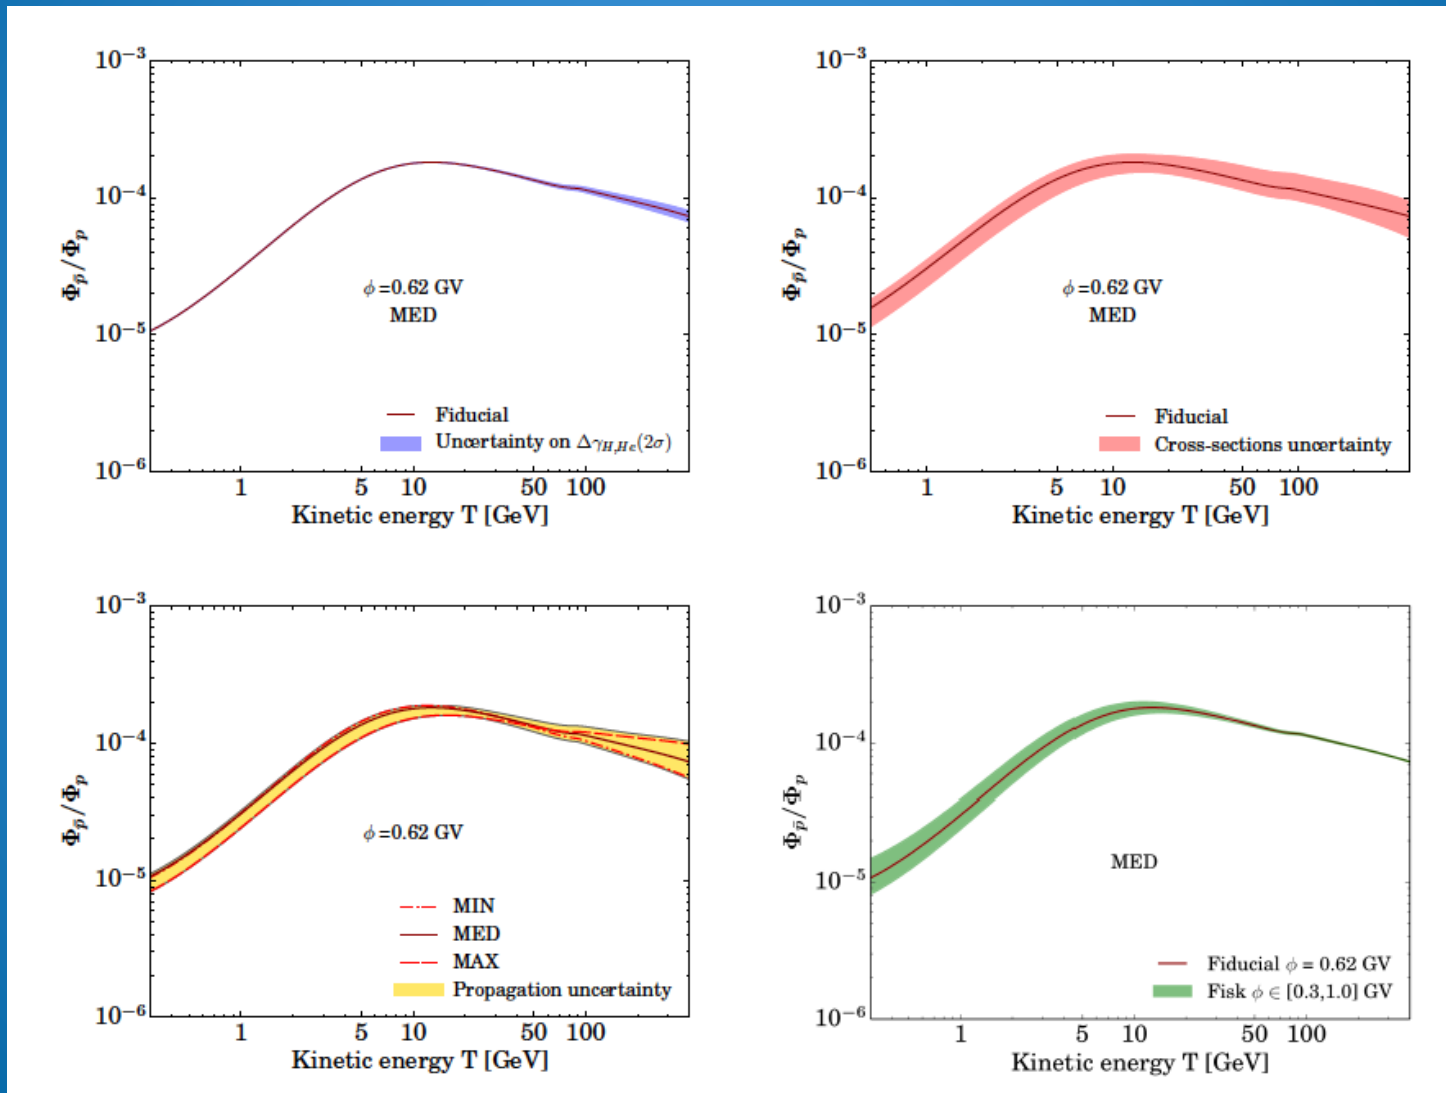 10⁻³
10⁻⁴
10⁻⁵
10⁻⁶
Φp̄/Φp
ϕ=0.62 GV
MED
Fiducial
Uncertainty on ΔγH,He(2σ)
1 5 10 50 100
Kinetic energy T [GeV]
10⁻³
10⁻⁴
10⁻⁵
10⁻⁶
Φp̄/Φp
ϕ=0.62 GV
MED
Fiducial
Cross-sections uncertainty
1 5 10 50 100
Kinetic energy T [GeV]
10⁻³
10⁻⁴
10⁻⁵
10⁻⁶
Φp̄/Φp
ϕ=0.62 GV
MIN
MED
MAX
Propagation uncertainty
1 5 10 50 100
Kinetic energy T [GeV]
10⁻³
10⁻⁴
10⁻⁵
10⁻⁶
Φp̄/Φp
MED
Fiducial ϕ = 0.62 GV
Fisk ϕ ∈ [0.3,1.0] GV
1 5 10 50 100
Kinetic energy T [GeV]